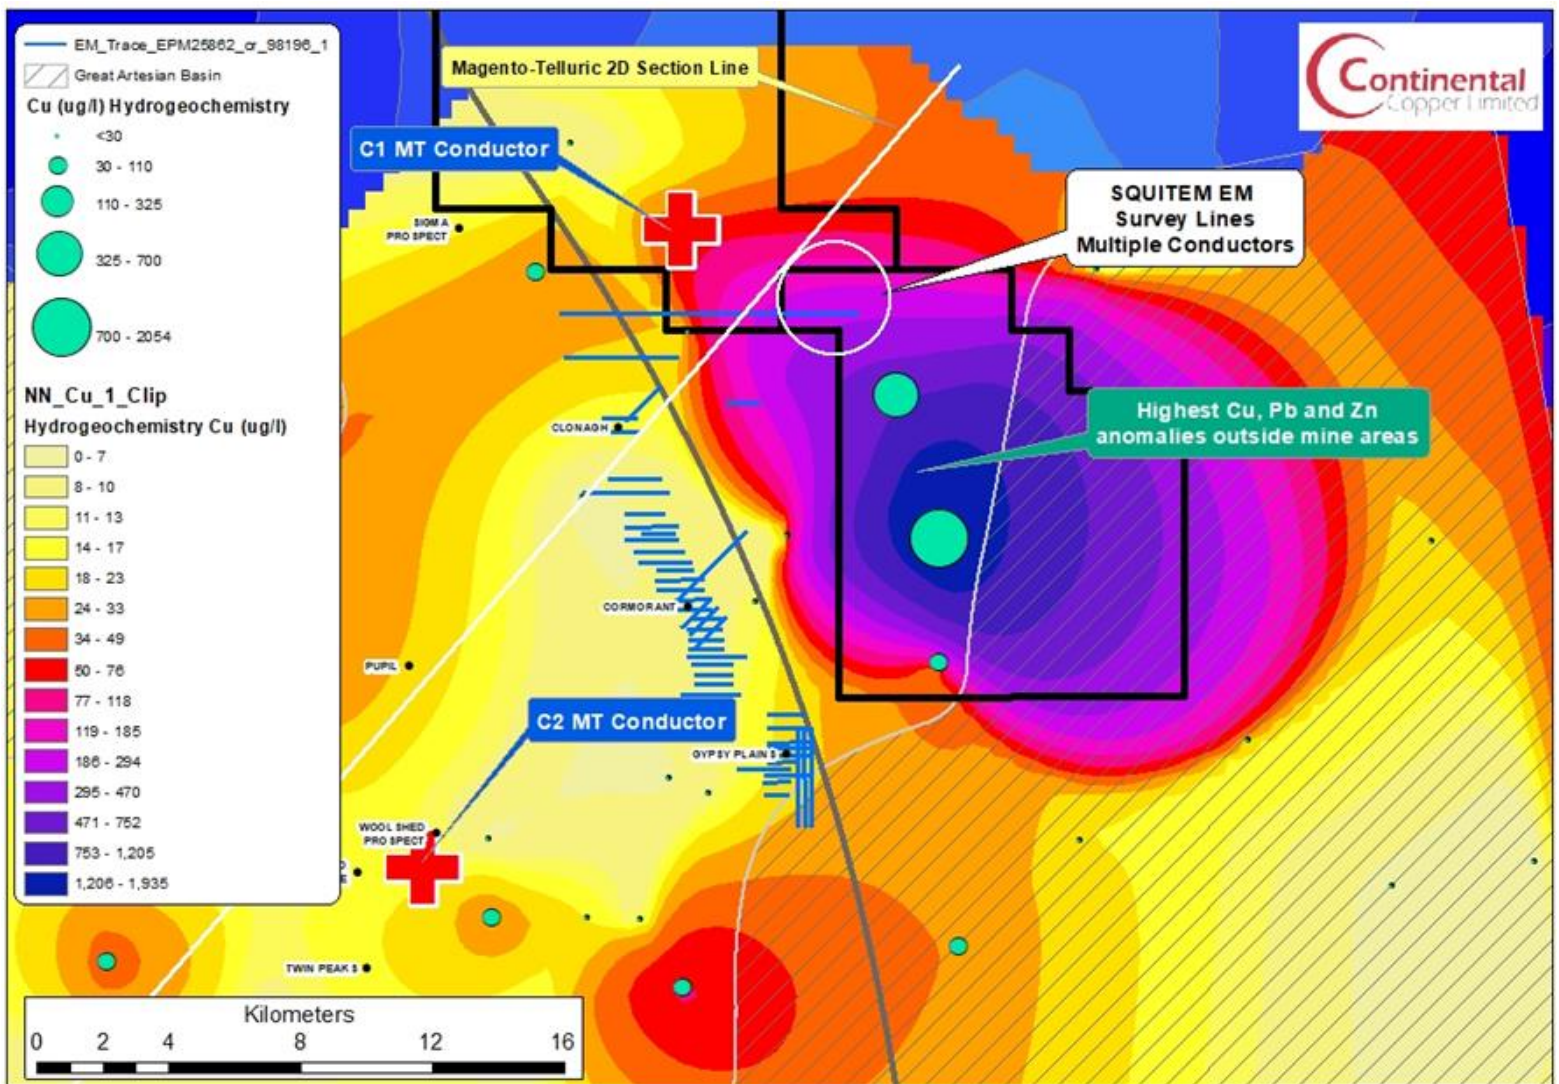 EM_Trace_EPM25862_cr_98196_1
Great Artesian Basin
Cu (ug/l) Hydrogeochemistry
<30
30 - 110
110 - 325
325 - 700
700 - 2054
NN_Cu_1_Clip
Hydrogeochemistry Cu (ug/l)
0 - 7
8 - 10
11 - 13
14 - 17
18 - 23
24 - 33
34 - 49
50 - 76
77 - 118
119 - 185
186 - 294
295 - 470
471 - 752
753 - 1,205
1,206 - 1,935
Magento-Telluric 2D Section Line
C1 MT Conductor
Continental
Copper Limited
SQUITEM EM
Survey Lines
Multiple Conductors
SIGMA
PROSPECT
Highest Cu, Pb and Zn
anomalies outside mine areas
CLONAGH
CORMORANT
PUPIL
C2 MT Conductor
GYPSY PLAINS
WOOLSHED
PROSPECT
TWIN PEAKS
Kilometers
0 2 4 8 12 16